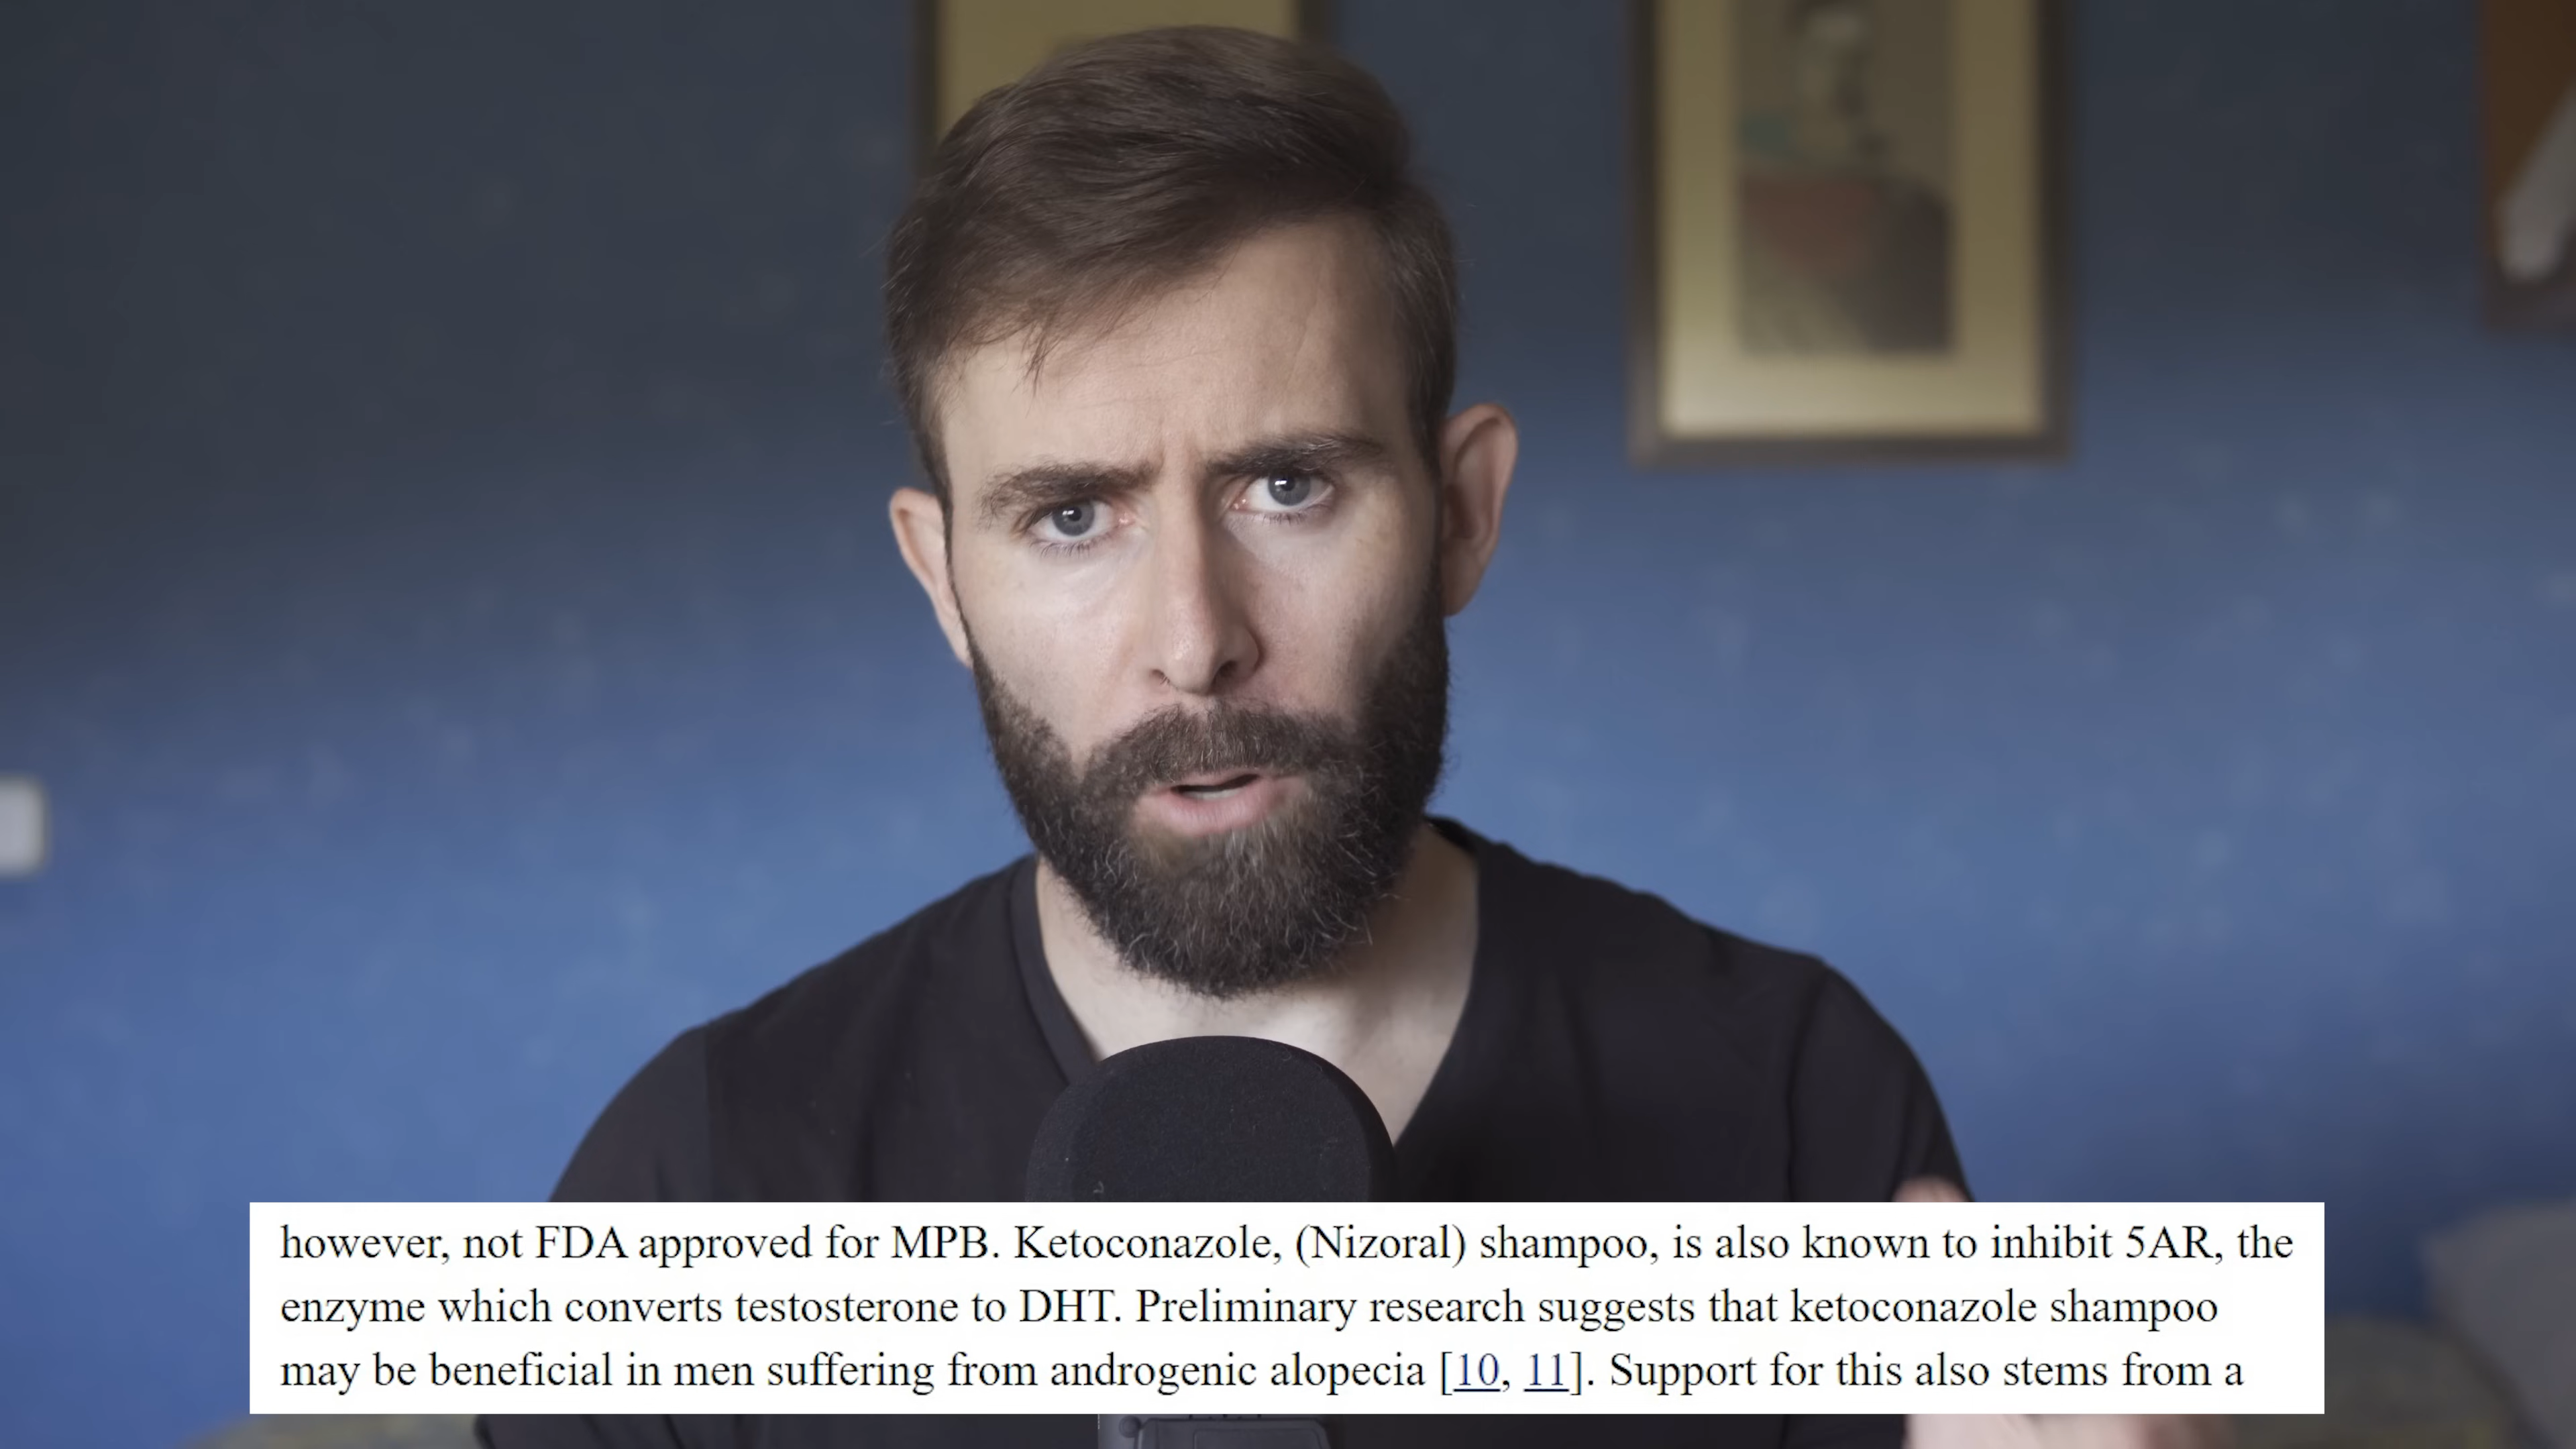 however, not FDA approved for MPB. Ketoconazole, (Nizoral) shampoo, is also known to inhibit 5AR, the
enzyme which converts testosterone to DHT. Preliminary research suggests that ketoconazole shampoo
may be beneficial in men suffering from androgenic alopecia [10, 11]. Support for this also stems from a